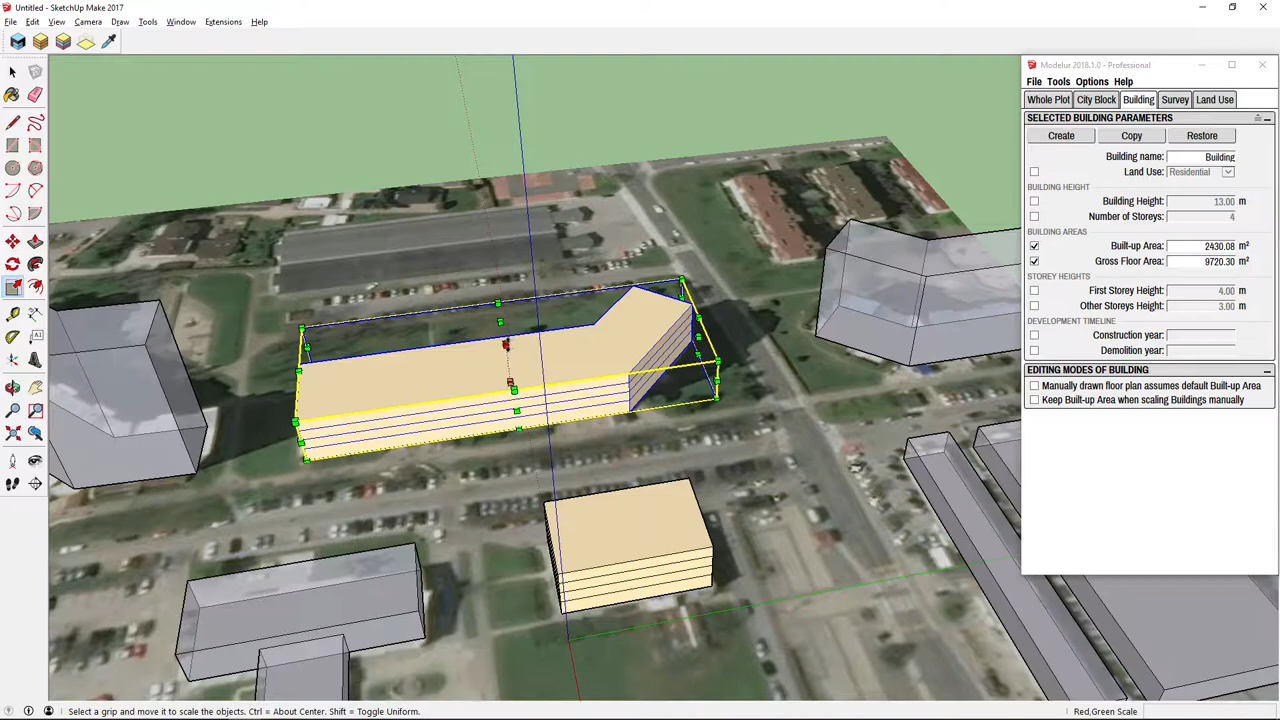 Untitled - SketchUp Make 2017
File Edit View Camera Draw Tools Window Extensions Help
Modelur 2018.1.0 - Professional
File Tools Options Help
Whole Plot City Block Building Survey Land Use
SELECTED BUILDING PARAMETERS
Create Copy Restore
Building name: Building
Land Use: Residential
BUILDING HEIGHT
Building Height: 13.00 m
Number of Storeys: 4
BUILDING AREAS
Built-up Area: 2430.08 m²
Gross Floor Area: 9720.30 m²
STOREY HEIGHTS
First Storey Height: 4.00 m
Other Storeys Height: 3.00 m
DEVELOPMENT TIMELINE
Construction year:
Demolition year:
EDITING MODES OF BUILDING
Manually drawn floor plan assumes default Built-up Area
Keep Built-up Area when scaling Buildings manually
Select a grip and move it to scale the objects. Ctrl = About Center. Shift = Toggle Uniform. Red,Green Scale